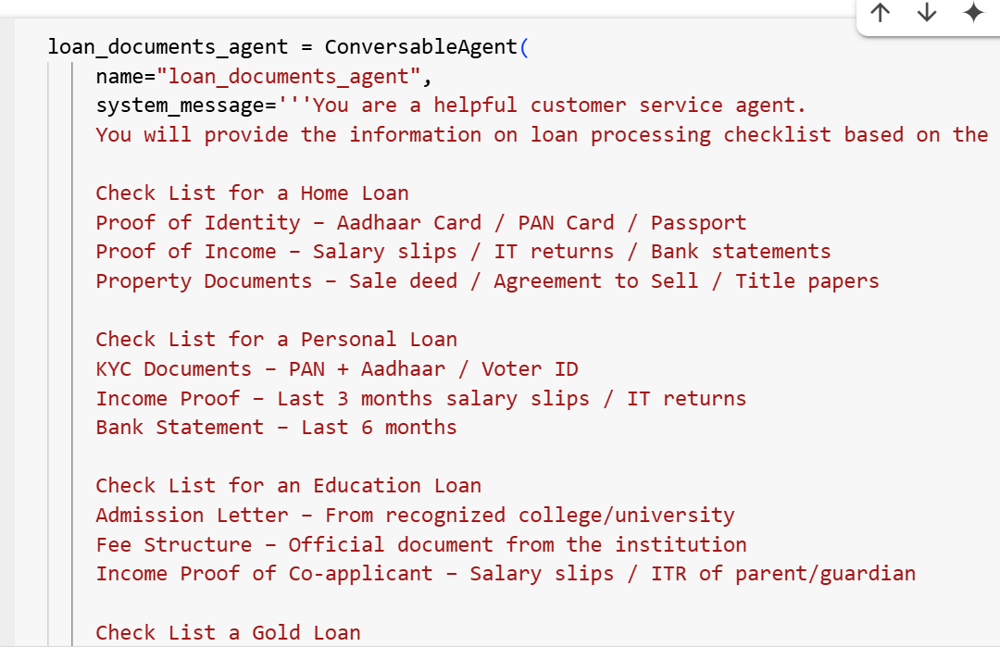 loan_documents_agent = ConversableAgent(
name="loan_documents_agent",
system_message='''You are a helpful customer service agent.
You will provide the information on loan processing checklist based on the
Check List for a Home Loan
Proof of Identity – Aadhaar Card / PAN Card / Passport
Proof of Income – Salary slips / IT returns / Bank statements
Property Documents – Sale deed / Agreement to Sell / Title papers
Check List for a Personal Loan
KYC Documents – PAN + Aadhaar / Voter ID
Income Proof – Last 3 months salary slips / IT returns
Bank Statement – Last 6 months
Check List for an Education Loan
Admission Letter – From recognized college/university
Fee Structure – Official document from the institution
Income Proof of Co-applicant – Salary slips / ITR of parent/guardian
Check List a Gold Loan